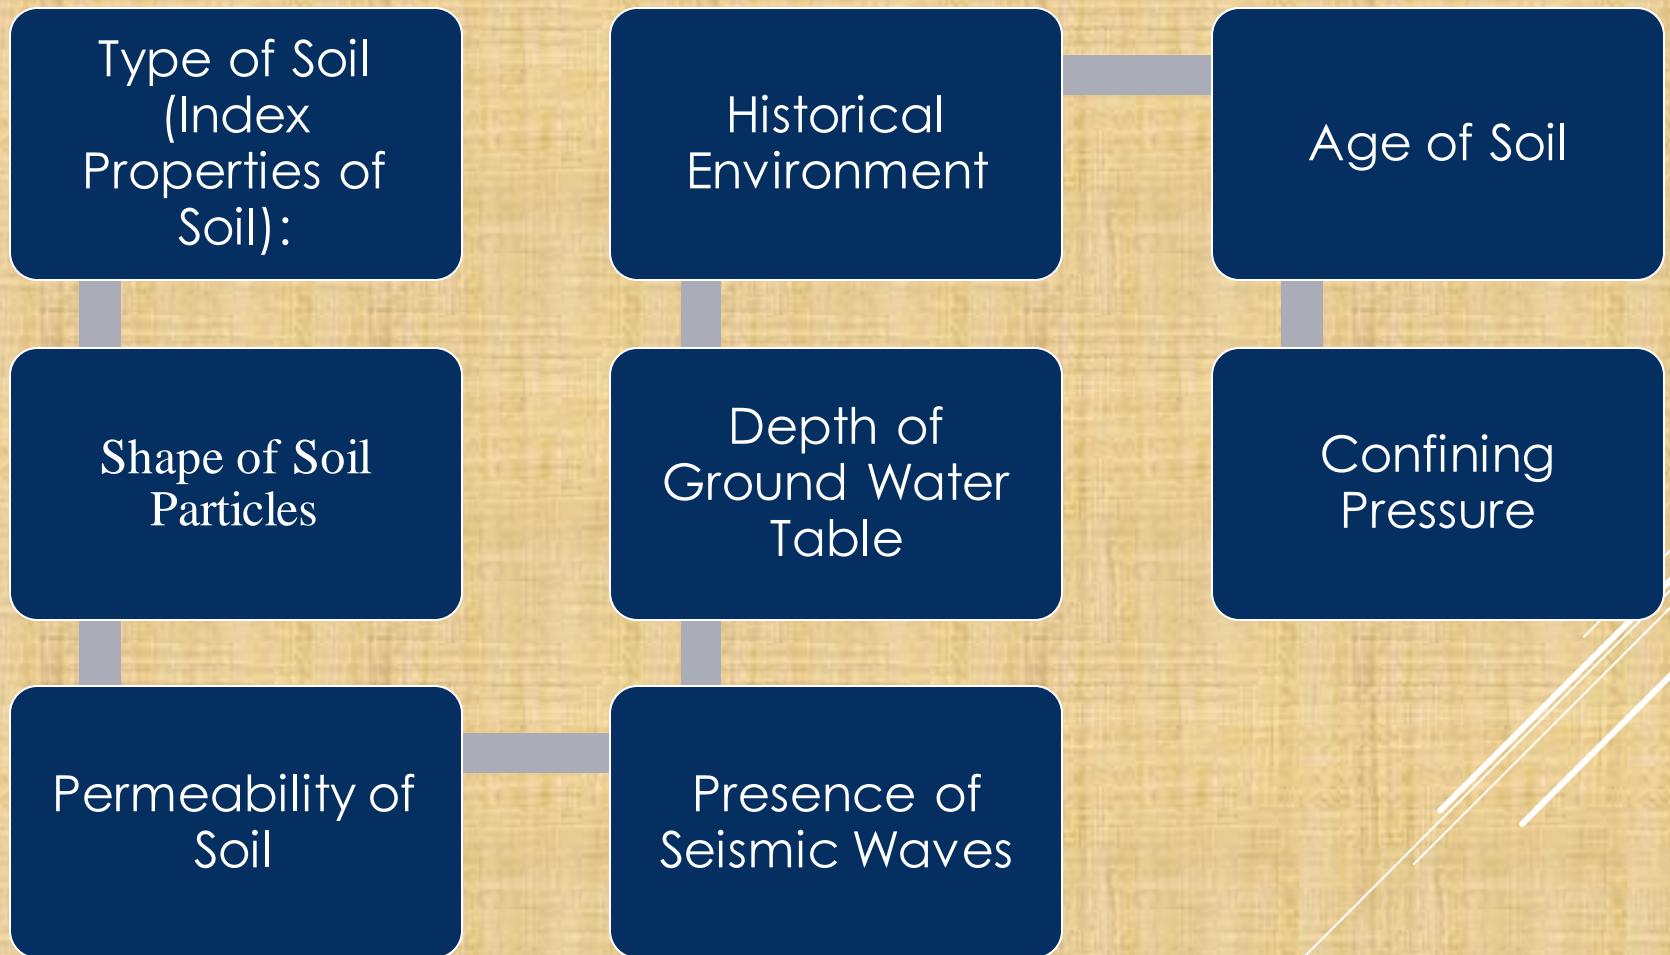 Type of Soil
(Index
Properties of
Soil):
Shape of Soil
Particles
Permeability of
Soil
Presence of
Seismic Waves
Depth of
Ground Water
Table
Historical
Environment
Age of Soil
Confining
Pressure